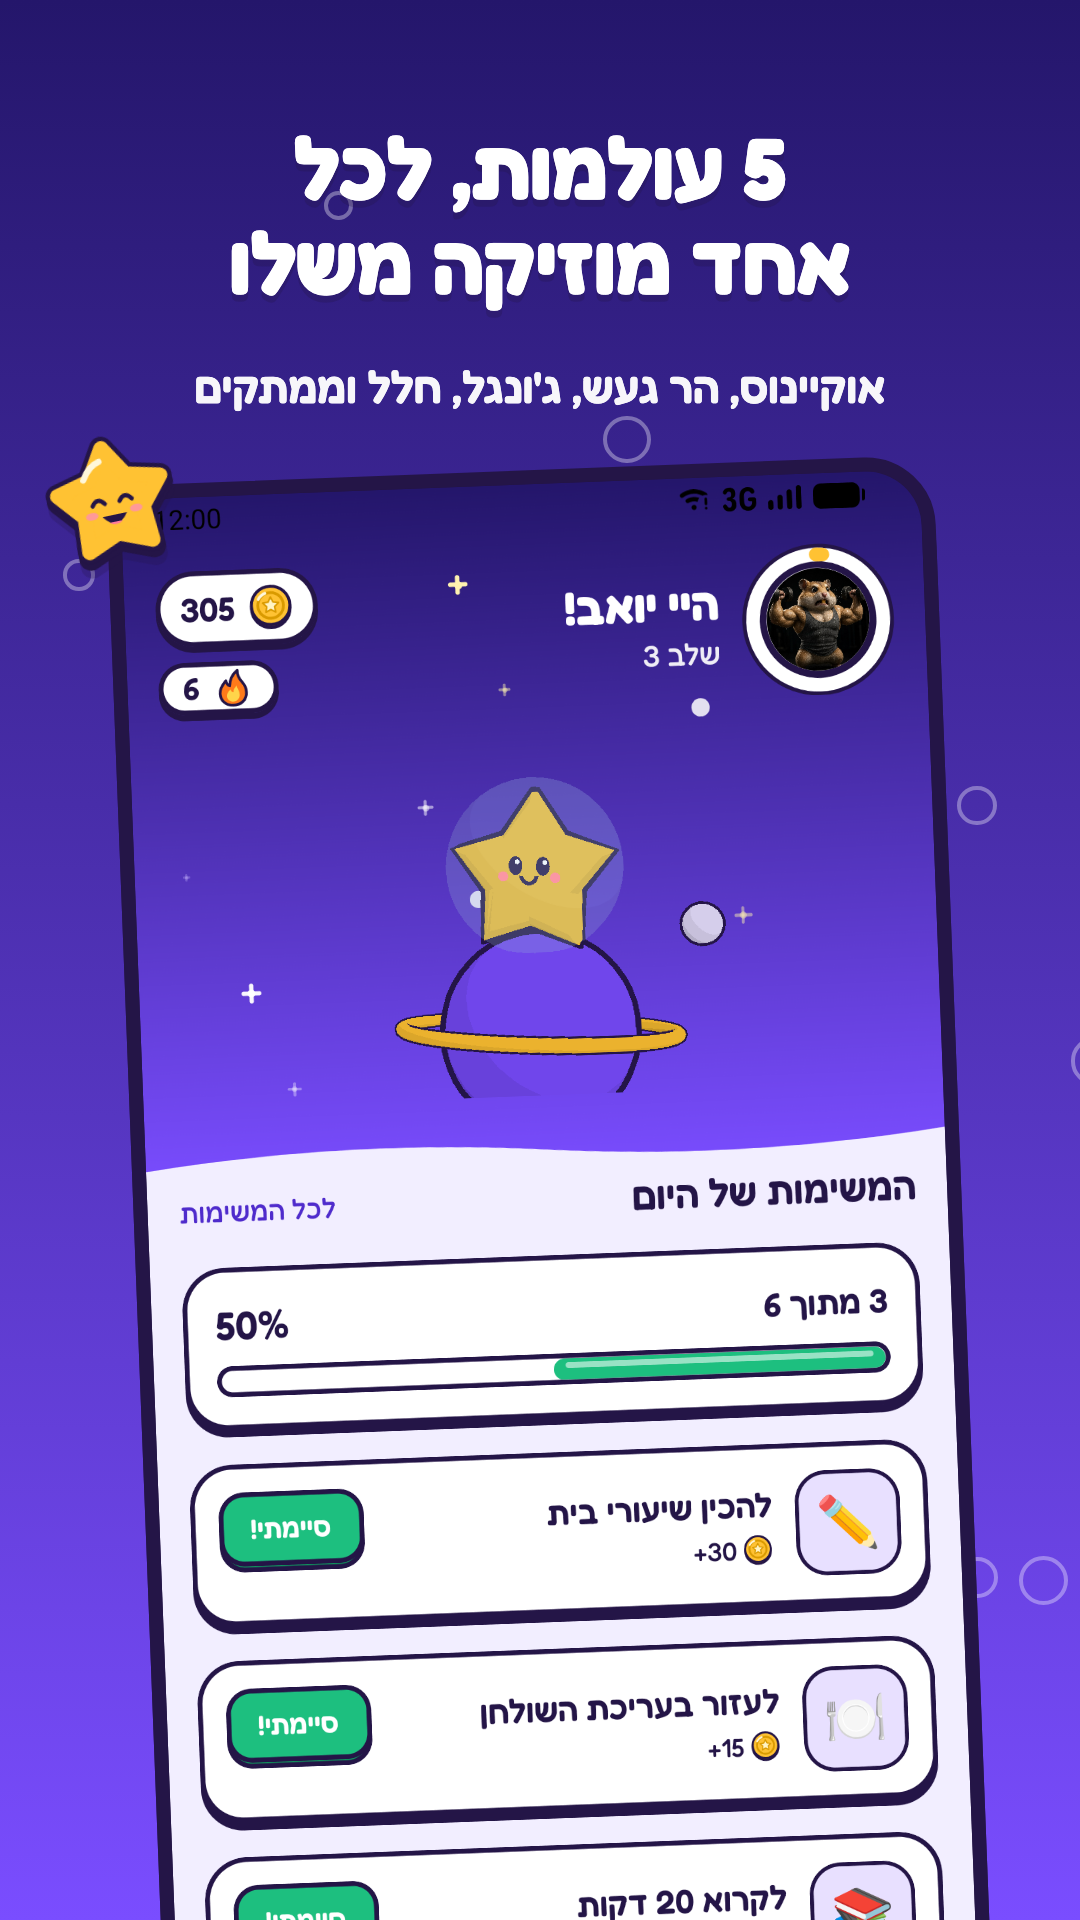 5 עולמות, לכל
אחד מוזיקה משלו
אוקיינוס, הר געש, ג'ונגל, חלל וממתקים
12:00
3G
305
היי יואב!
שלב 3
6
המשימות של היום
לכל המשימות
3 מתוך 6
50%
להכין שיעורי בית
+30
סיימתי!
לעזור בעריכת השולחן
+15
סיימתי!
לקרוא 20 דקות
סיימתי!